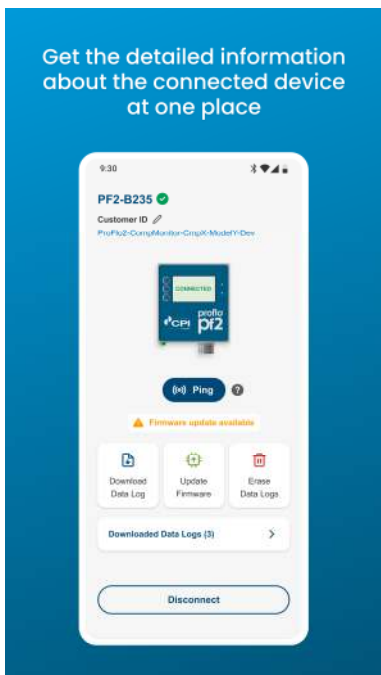 Get the detailed information
about the connected device
at one place
9:30
PF2-B235
Customer ID
ProFlo2-CompMonitor-CmpX-ModelY-Dev
CONNECTED
CPI
proflo
pf2
Ping
?
Firmware update available
Download
Data Log
Update
Firmware
Erase
Data Logs
Downloaded Data Logs (3)
Disconnect